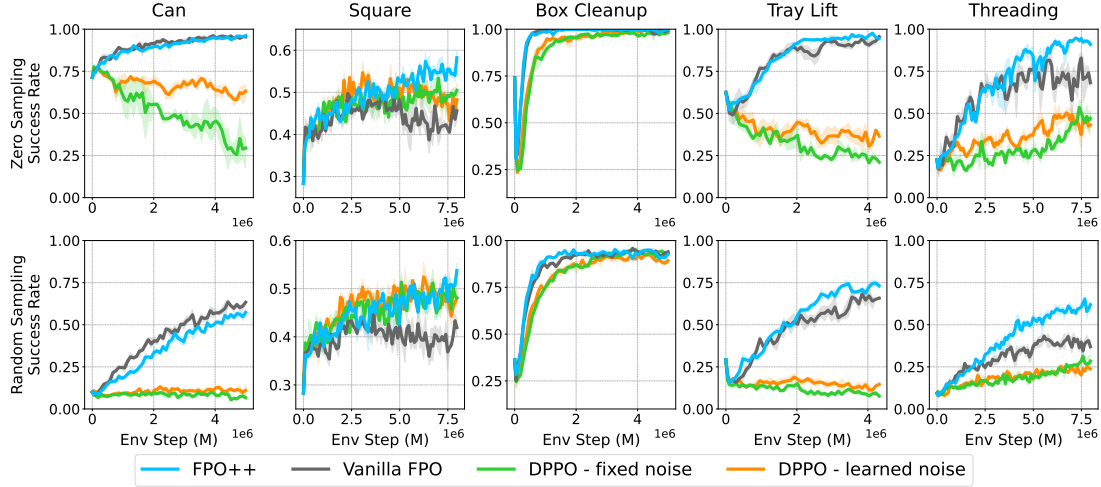 Can
Square
Box Cleanup
Tray Lift
Threading
Zero Sampling
Success Rate
1.00
0.75
0.50
0.25
0.00
0
2
4
1e6
0.6
0.5
0.4
0.3
0.0
2.5
5.0
7.5
1e6
1.00
0.75
0.50
0.25
0
2
4
1e6
1.00
0.75
0.50
0.25
0.00
0
2
4
1e6
1.00
0.75
0.50
0.25
0.00
0.0
2.5
5.0
7.5
1e6
Random Sampling
Success Rate
1.00
0.75
0.50
0.25
0.00
0
2
4
1e6
Env Step (M)
0.6
0.5
0.4
0.3
0.0
2.5
5.0
7.5
1e6
Env Step (M)
1.00
0.75
0.50
0.25
0
2
4
1e6
Env Step (M)
1.00
0.75
0.50
0.25
0.00
0
2
4
1e6
Env Step (M)
1.00
0.75
0.50
0.25
0.00
0.0
2.5
5.0
7.5
1e6
Env Step (M)
FPO++
Vanilla FPO
DPPO - fixed noise
DPPO - learned noise